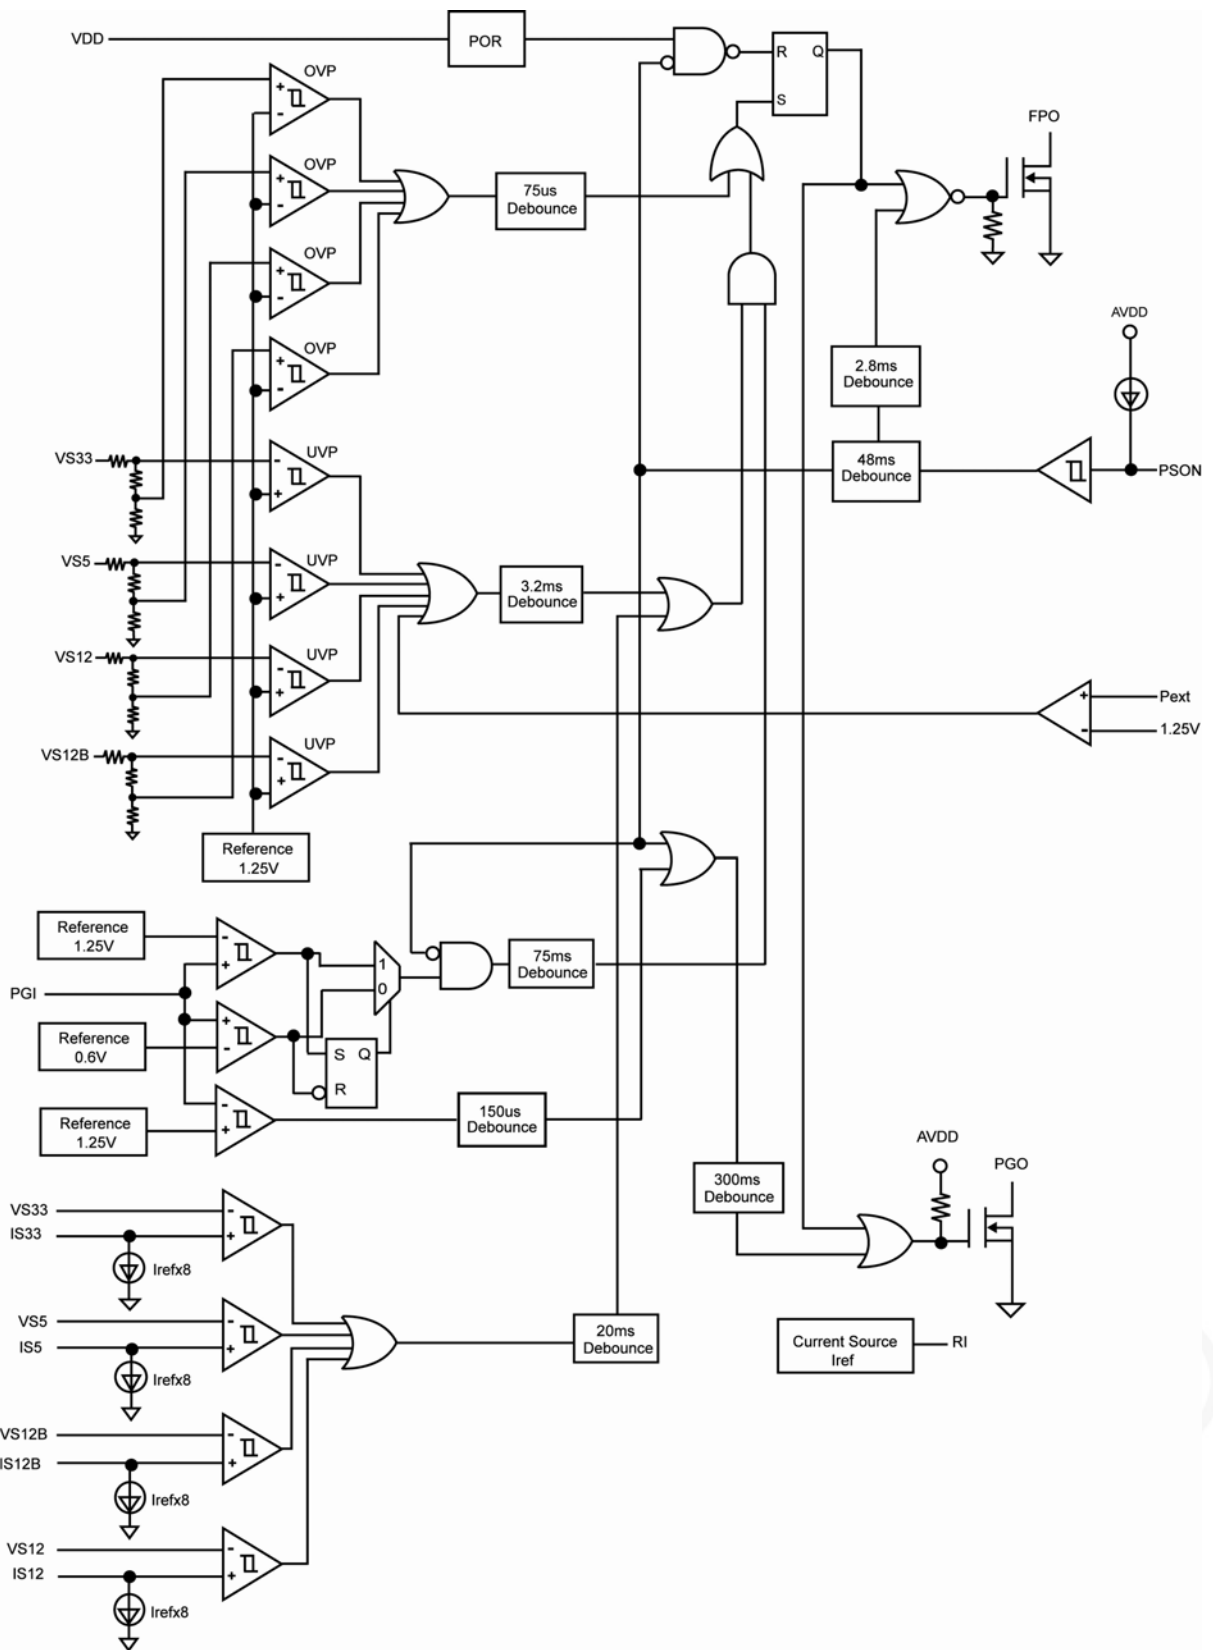 VDD
POR
R
Q
S
OVP
+
-
FPO
OVP
+
-
75us
Debounce
OVP
+
-
AVDD
OVP
+
-
2.8ms
Debounce
VS33
UVP
-
+
48ms
Debounce
PSON
VS5
UVP
-
+
3.2ms
Debounce
VS12
UVP
-
+
+
Pext
-
1.25V
VS12B
UVP
-
+
Reference
1.25V
Reference
1.25V
-
+
1
0
75ms
Debounce
PGI
Reference
0.6V
+
-
S Q
R
Reference
1.25V
-
+
150us
Debounce
AVDD
PGO
300ms
Debounce
VS33
IS33
-
+
Irefx8
VS5
IS5
-
+
Irefx8
20ms
Debounce
Current Source
Iref
RI
VS12B
IS12B
-
+
Irefx8
VS12
IS12
-
+
Irefx8